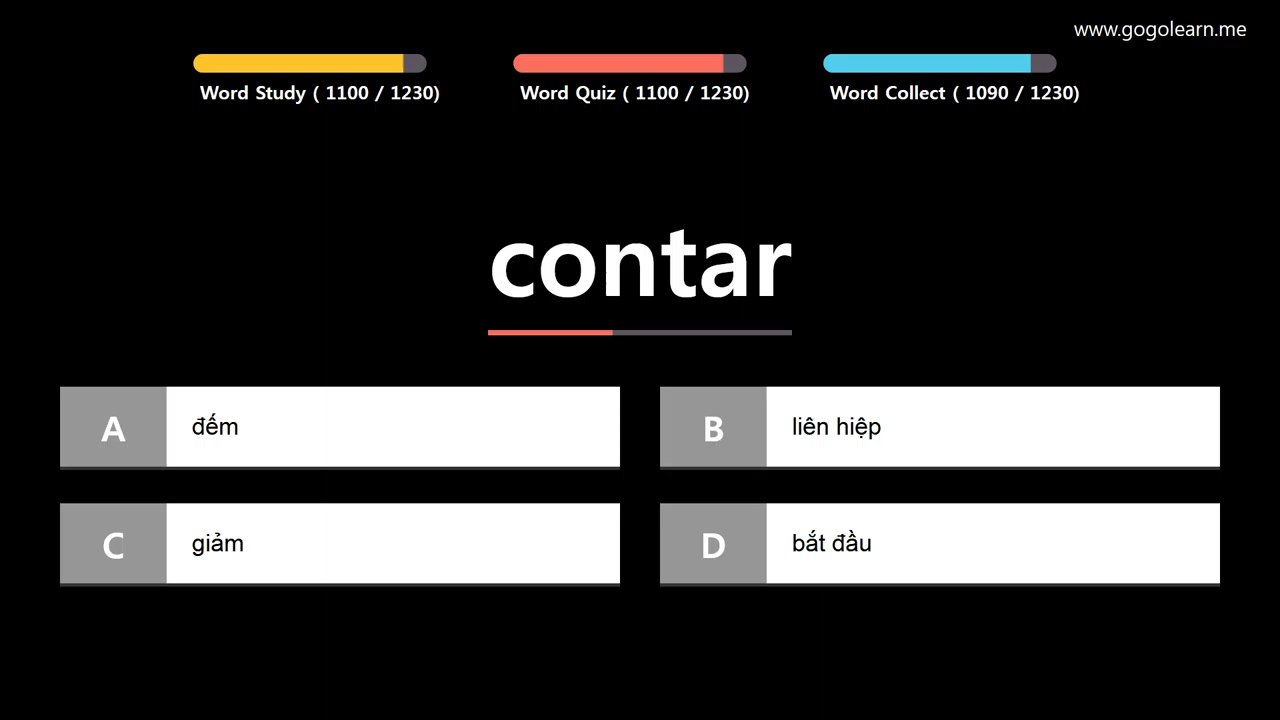 www.gogolearn.me
Word Study ( 1100 / 1230)
Word Quiz ( 1100 / 1230)
Word Collect ( 1090 / 1230)
contar
A
đếm
B
liên hiệp
C
giảm
D
bắt đầu